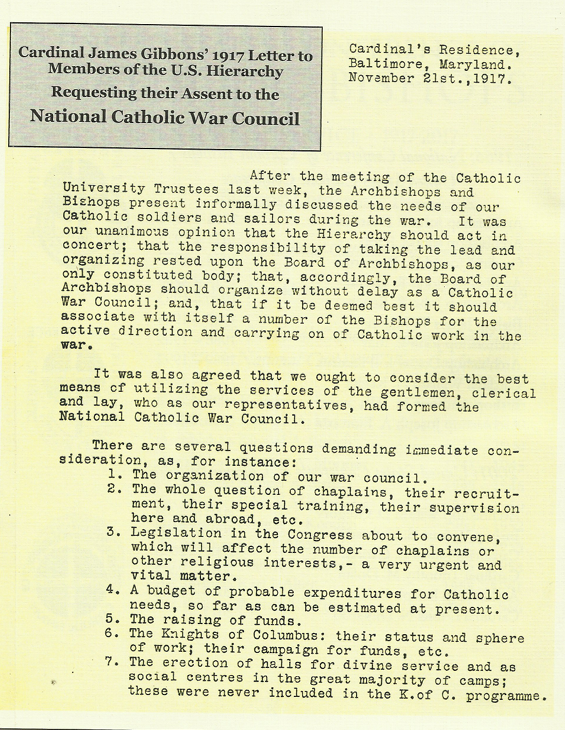 Cardinal James Gibbons' 1917 Letter to
Members of the U.S. Hierarchy
Requesting their Assent to the
National Catholic War Council
Cardinal's Residence,
Baltimore, Maryland.
November 21st.,1917.
After the meeting of the Catholic
University Trustees last week, the Archbishops and
Bishops present informally discussed the needs of our
Catholic soldiers and sailors during the war. It was
our unanimous opinion that the Hierarchy should act in
concert; that the responsibility of taking the lead and
organizing rested upon the Board of Archbishops, as our
only constituted body; that, accordingly, the Board of
Archbishops should organize without delay as a Catholic
War Council; and, that if it be deemed best it should
associate with itself a number of the Bishops for the
active direction and carrying on of Catholic work in the
war.
It was also agreed that we ought to consider the best
means of utilizing the services of the gentlemen, clerical
and lay, who as our representatives, had formed the
National Catholic War Council.
There are several questions demanding immediate con-
sideration, as, for instance:
1. The organization of our war council.
2. The whole question of chaplains, their recruit-
ment, their special training, their supervision
here and abroad, etc.
3. Legislation in the Congress about to convene,
which will affect the number of chaplains or
other religious interests,- a very urgent and
vital matter.
4. A budget of probable expenditures for Catholic
needs, so far as can be estimated at present.
5. The raising of funds.
6. The Knights of Columbus: their status and sphere
of work; their campaign for funds, etc.
7. The erection of halls for divine service and as
social centres in the great majority of camps;
these were never included in the K.of C. programme.